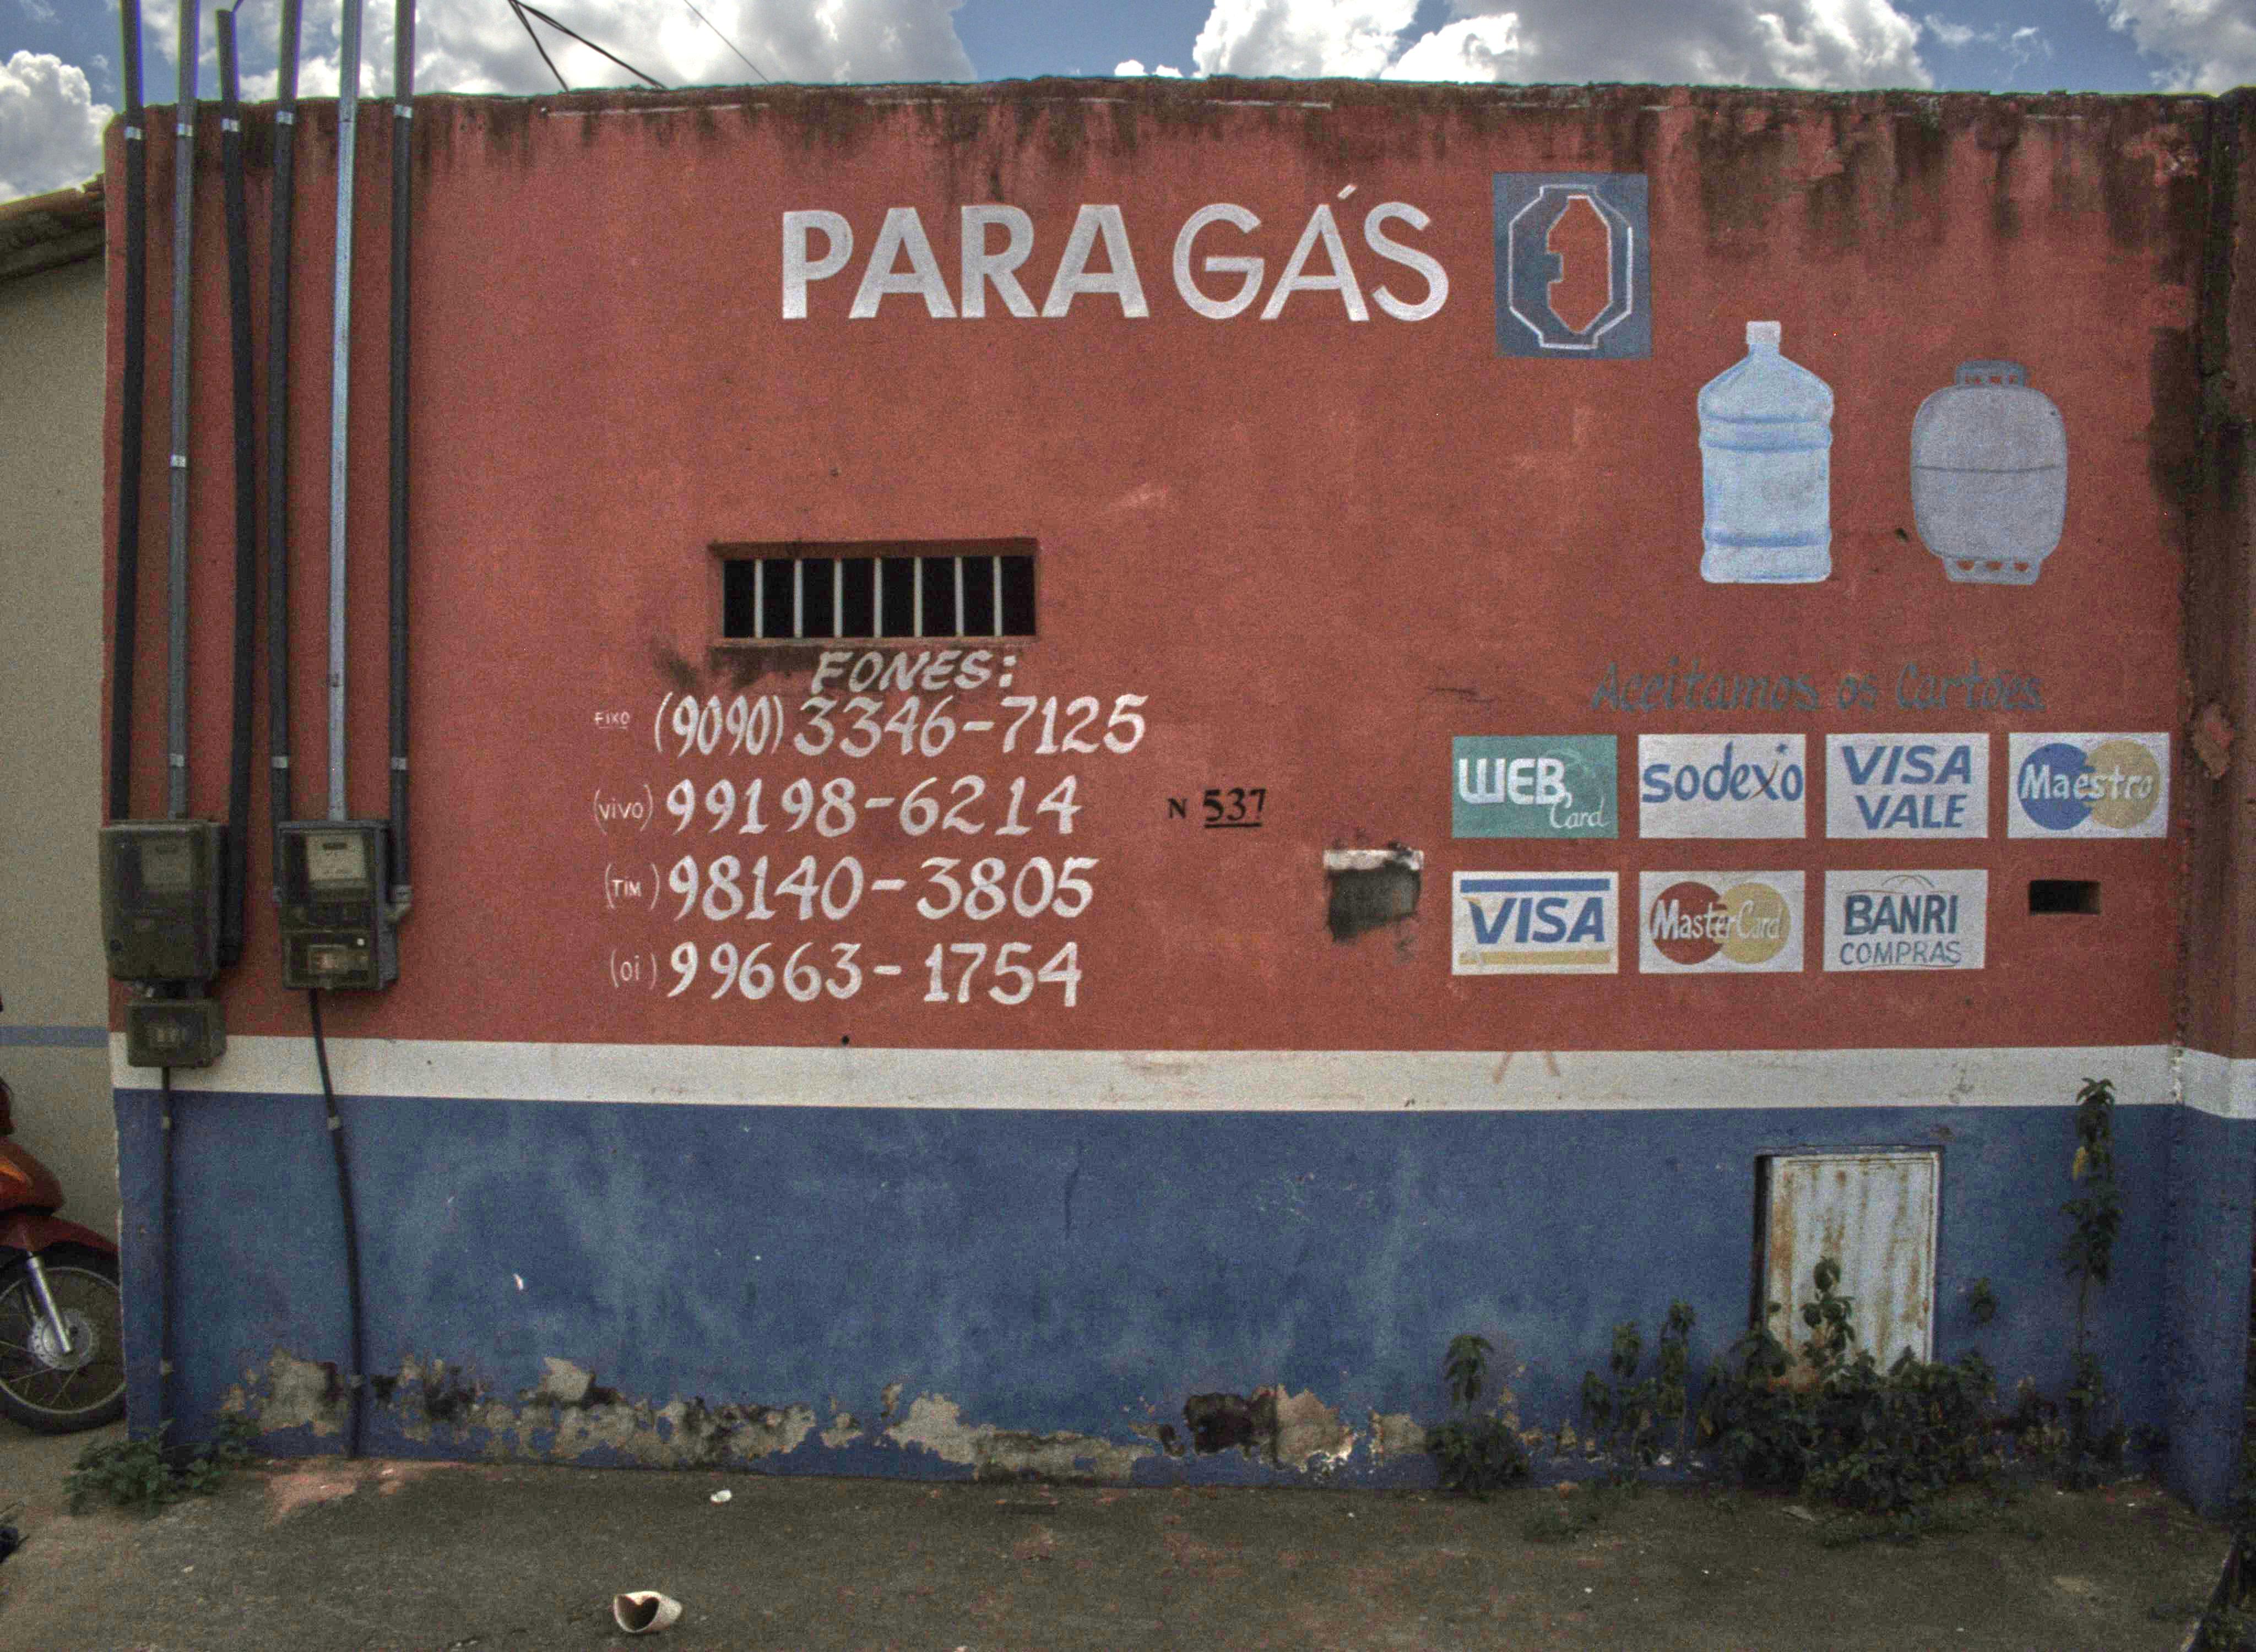 PARA GÁS
FONES:
FIXO (9090) 3346-7125
(vivo) 99198-6214
(TIM) 98140-3805
(oi) 99663-1754
N 537
Aceitamos os Cartões
WEB Card
sodexo
VISA VALE
Maestro
VISA
MasterCard
BANRI COMPRAS